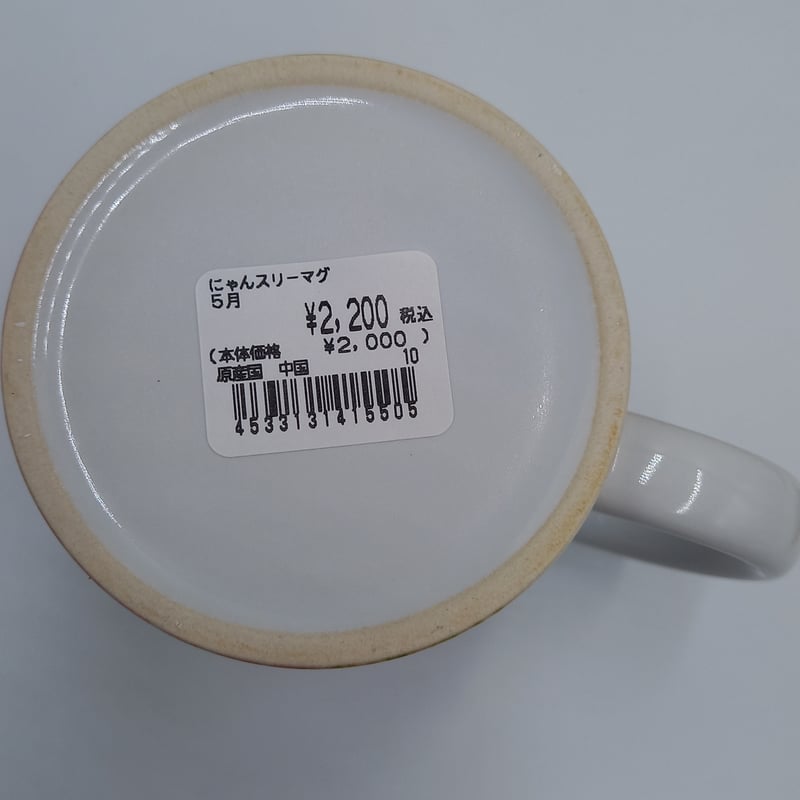 にゃんスリーマグ
5月
¥2,200 税込
(本体価格 ¥2,000 )
10
原産国 中国
4533131415505